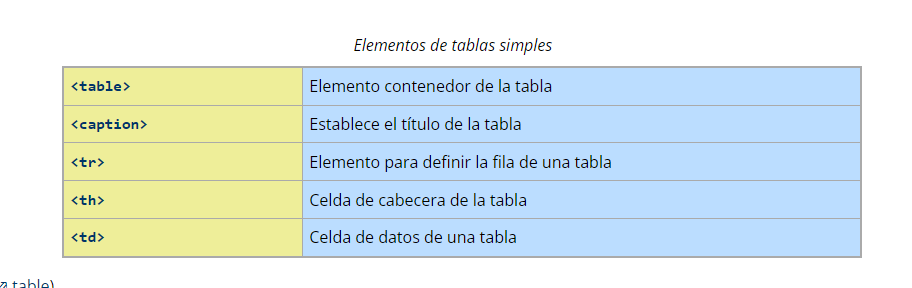 Elementos de tablas simples
<table> Elemento contenedor de la tabla
<caption> Establece el título de la tabla
<tr> Elemento para definir la fila de una tabla
<th> Celda de cabecera de la tabla
<td> Celda de datos de una tabla
table)